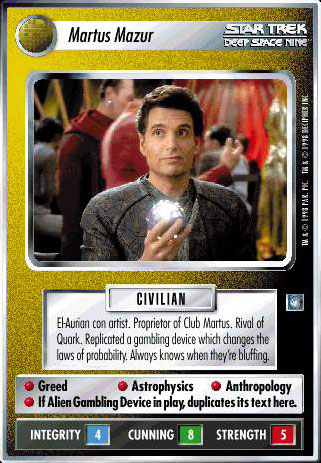 Martus Mazur
STAR TREK
DEEP SPACE NINE
TM & © 1998 PAR. PIC. TM & © 1998 DECIPHER INC.
CIVILIAN
El-Aurian con artist. Proprietor of Club Martus. Rival of
Quark. Replicated a gambling device which changes the
laws of probability. Always knows when they're bluffing.
Greed Astrophysics Anthropology
If Alien Gambling Device in play, duplicates its text here.
INTEGRITY 4 CUNNING 8 STRENGTH 5